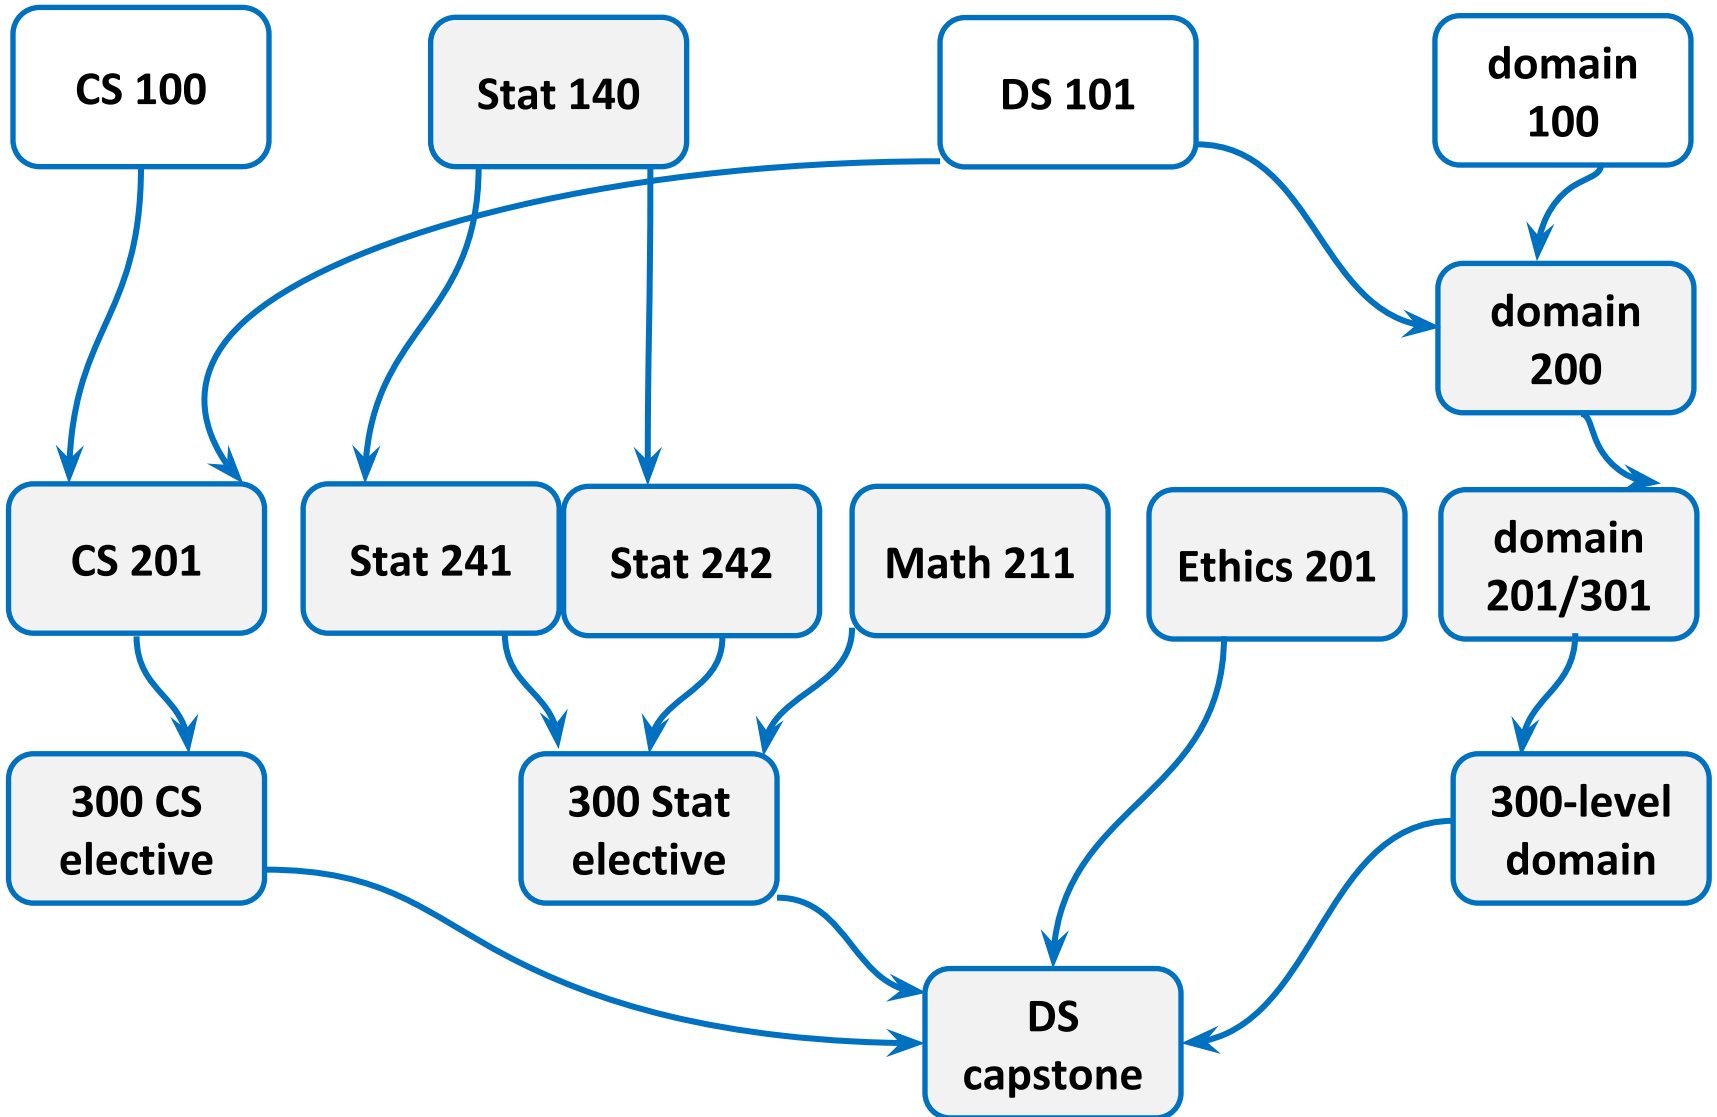 CS 100
Stat 140
DS 101
domain
100
domain
200
CS 201
Stat 241
Stat 242
Math 211
Ethics 201
domain
201/301
300 CS
elective
300 Stat
elective
300-level
domain
DS
capstone